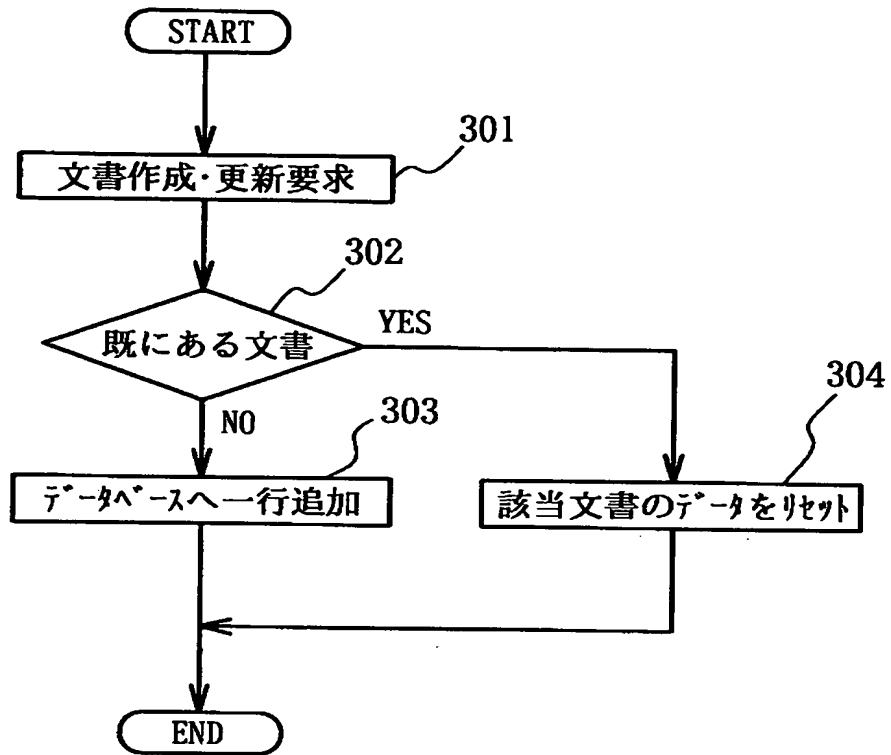 START
301
文書作成·更新要求
302
既にある文書
YES
NO
303
304
ﾃﾞｰﾀﾍﾞｰｽへ一行追加
該当文書のﾃﾞｰﾀをﾘｾｯﾄ
END